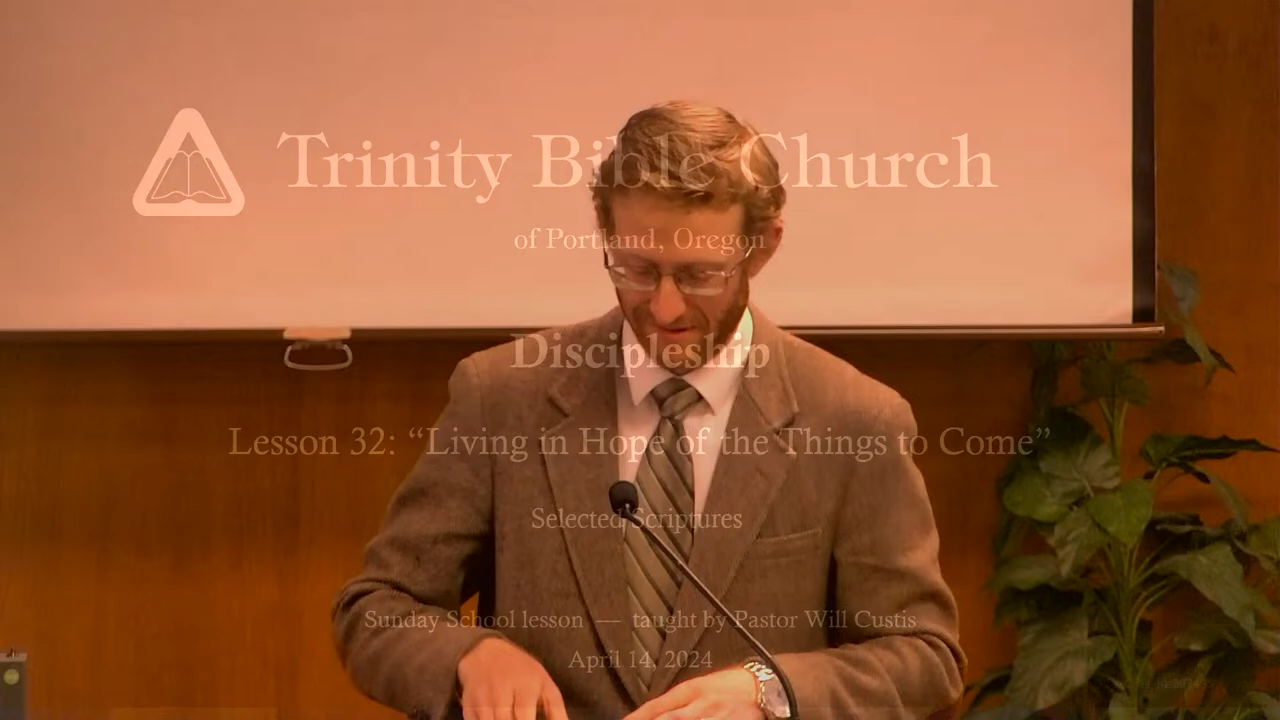 Trinity Bible Church
of Portland, Oregon
Discipleship
Lesson 32: “Living in Hope of the Things to Come”
Selected Scriptures
Sunday School lesson — taught by Pastor Will Custis
April 14, 2024